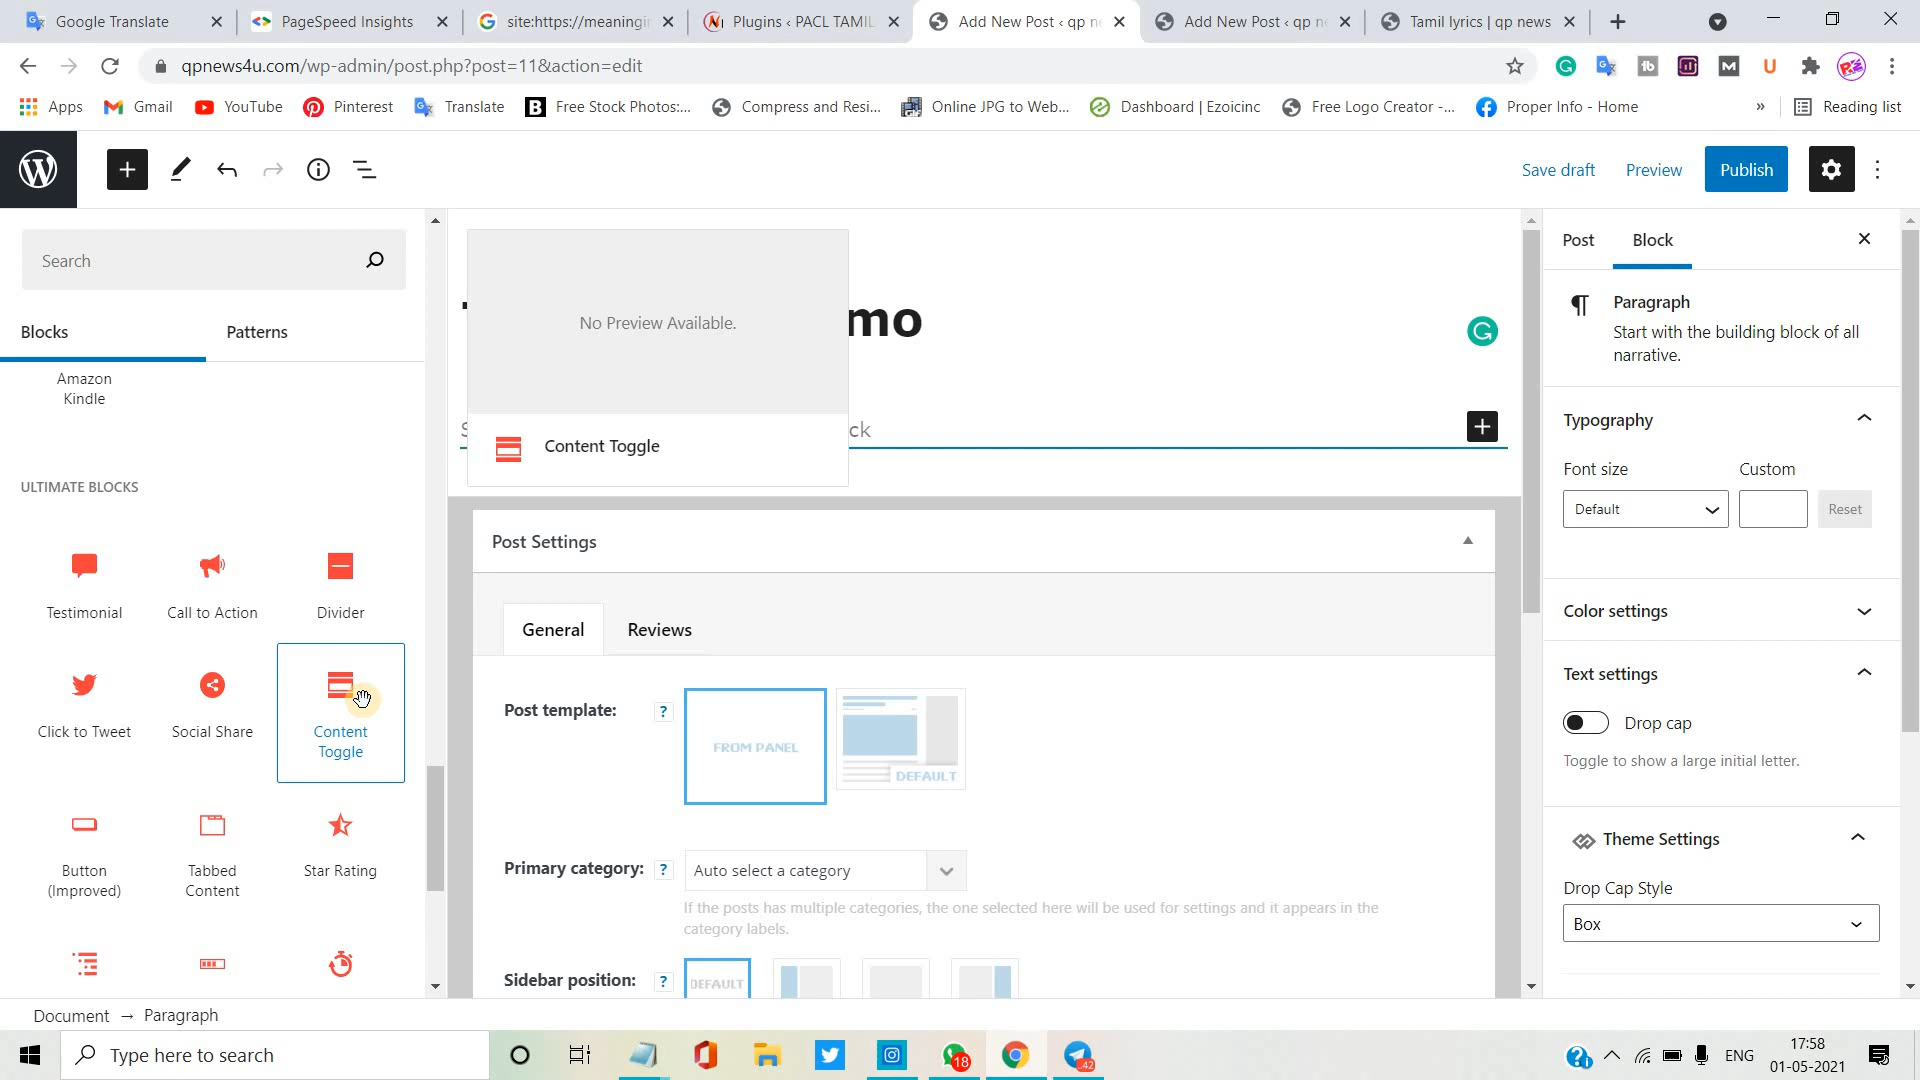 Google Translate
PageSpeed Insights
site:https://meaningin
Plugins ‹ PACL TAMIL
Add New Post ‹ qp ne
Add New Post ‹ qp ne
Tamil lyrics | qp news
qpnews4u.com/wp-admin/post.php?post=11&action=edit
Apps
Gmail
YouTube
Pinterest
Translate
Free Stock Photos:...
Compress and Resi...
Online JPG to Web...
Dashboard | Ezoicinc
Free Logo Creator -...
Proper Info - Home
»
Reading list
Save draft
Preview
Publish
Search
Blocks
Patterns
Amazon
Kindle
ULTIMATE BLOCKS
Testimonial
Call to Action
Divider
Click to Tweet
Social Share
Content
Toggle
Button
(Improved)
Tabbed
Content
Star Rating
No Preview Available.
mo
ck
Content Toggle
Post Settings
General
Reviews
Post template:
?
FROM PANEL
DEFAULT
Primary category:
?
Auto select a category
If the posts has multiple categories, the one selected here will be used for settings and it appears in the
category labels.
Sidebar position:
?
DEFAULT
Post
Block
Paragraph
Start with the building block of all
narrative.
Typography
Font size
Custom
Default
Reset
Color settings
Text settings
Drop cap
Toggle to show a large initial letter.
Theme Settings
Drop Cap Style
Box
Document → Paragraph
Type here to search
18
42
ENG
17:58
01-05-2021